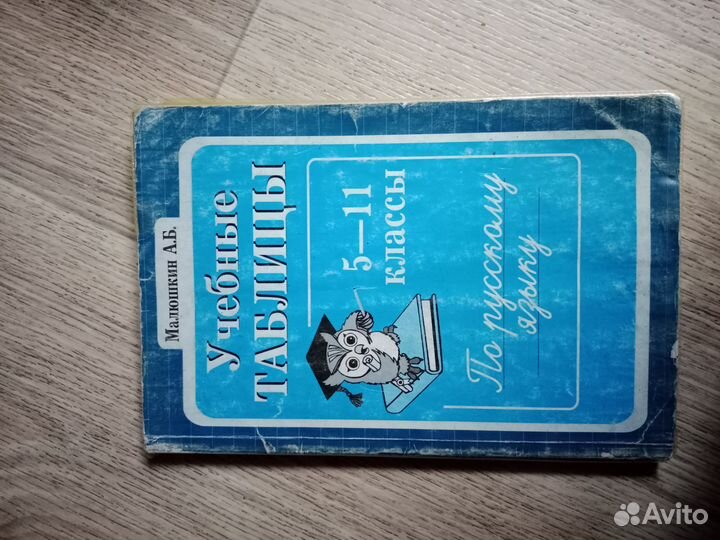 Малюшкин А.Б.
Учебные
ТАБЛИЦЫ
5—11
классы
По русскому
языку
Avito